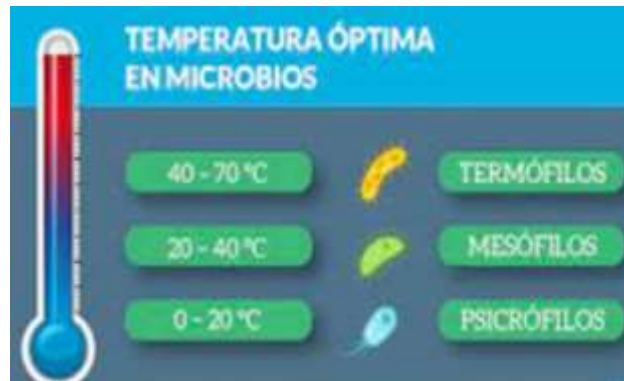 TEMPERATURA ÓPTIMA
EN MICROBIOS
40 - 70 °C TERMÓFILOS
20 - 40 °C MESÓFILOS
0 - 20 °C PSICRÓFILOS